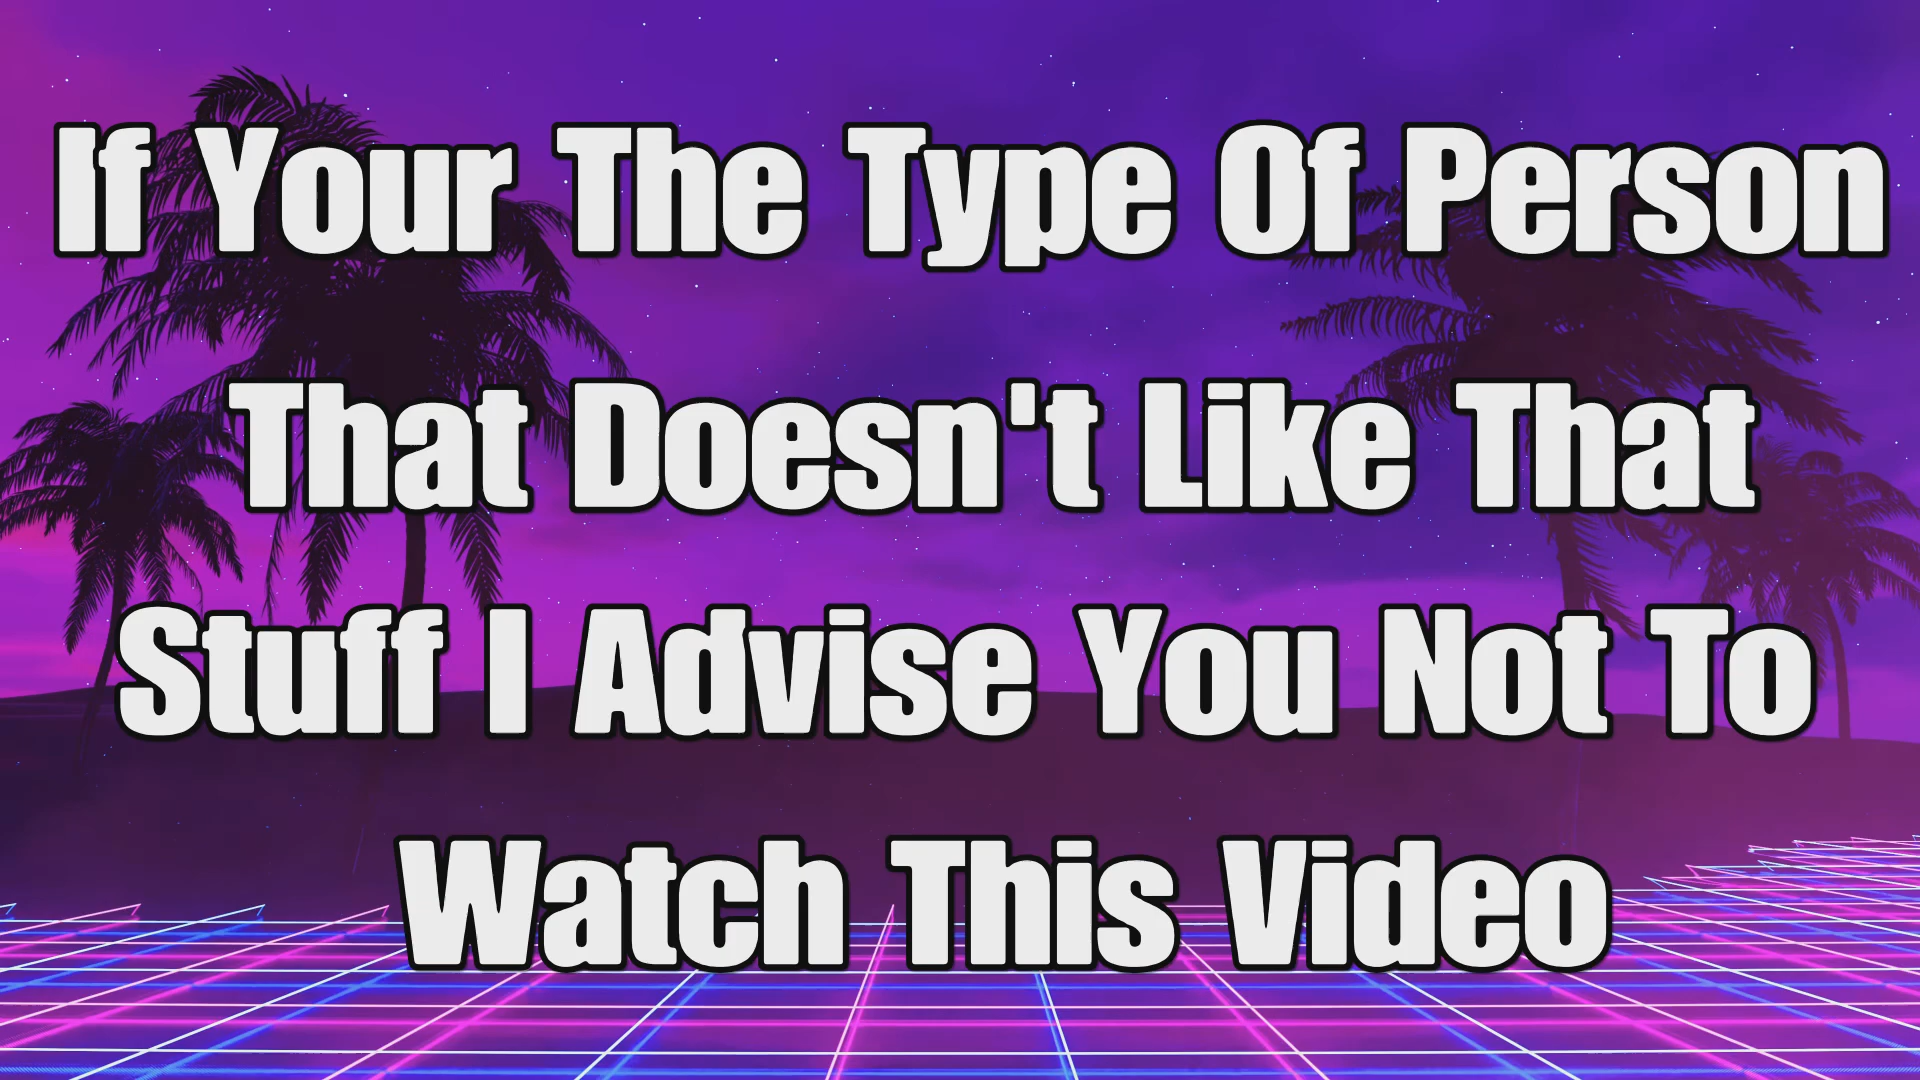 If Your The Type Of Person
That Doesn't Like That
Stuff I Advise You Not To
Watch This Video